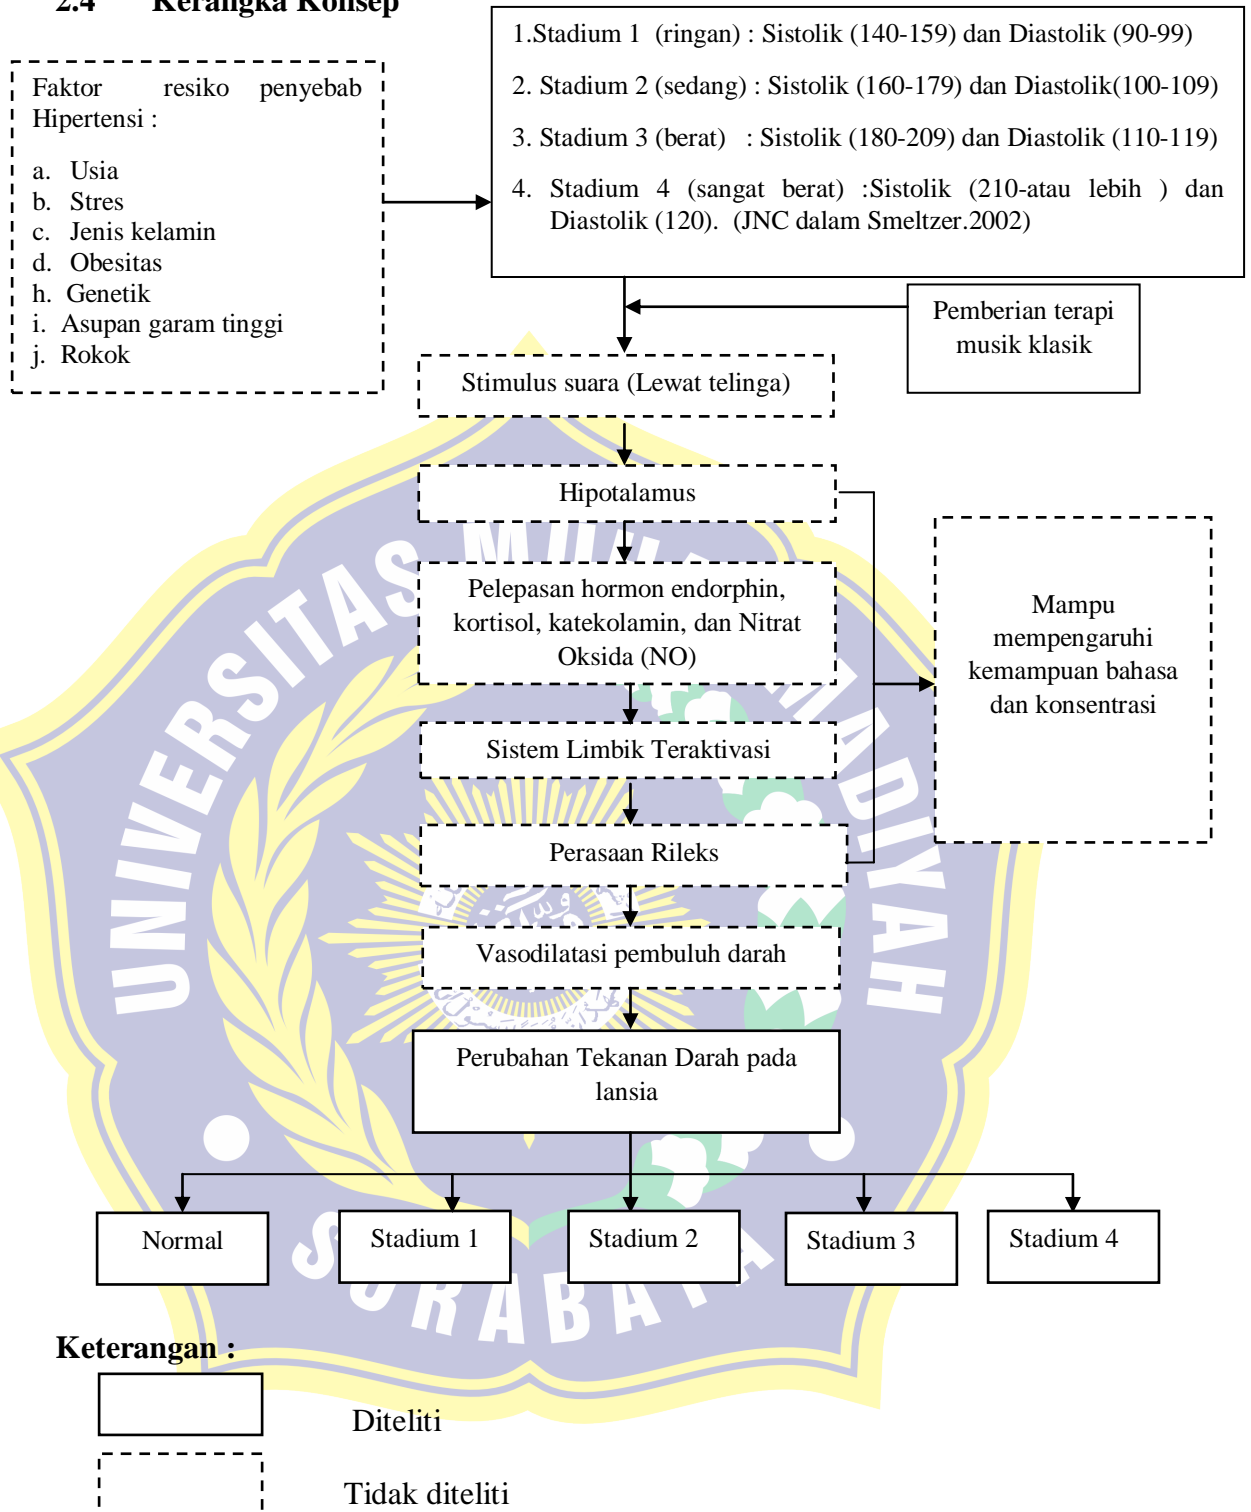 2.4 Kerangka Konsep
1.Stadium 1 (ringan) : Sistolik (140-159) dan Diastolik (90-99)
2. Stadium 2 (sedang) : Sistolik (160-179) dan Diastolik(100-109)
3. Stadium 3 (berat) : Sistolik (180-209) dan Diastolik (110-119)
4. Stadium 4 (sangat berat) :Sistolik (210-atau lebih ) dan
Diastolik (120). (JNC dalam Smeltzer.2002)
Faktor resiko penyebab
Hipertensi :
a. Usia
b. Stres
c. Jenis kelamin
d. Obesitas
h. Genetik
i. Asupan garam tinggi
j. Rokok
Pemberian terapi
musik klasik
Stimulus suara (Lewat telinga)
Hipotalamus
Pelepasan hormon endorphin,
kortisol, katekolamin, dan Nitrat
Oksida (NO)
Mampu
mempengaruhi
kemampuan bahasa
dan konsentrasi
Sistem Limbik Teraktivasi
Perasaan Rileks
Vasodilatasi pembuluh darah
Perubahan Tekanan Darah pada
lansia
Normal
Stadium 1
Stadium 2
Stadium 3
Stadium 4
Keterangan :
Diteliti
Tidak diteliti
UNIVERSITAS MUHAMMADIYAH
SURABAYA